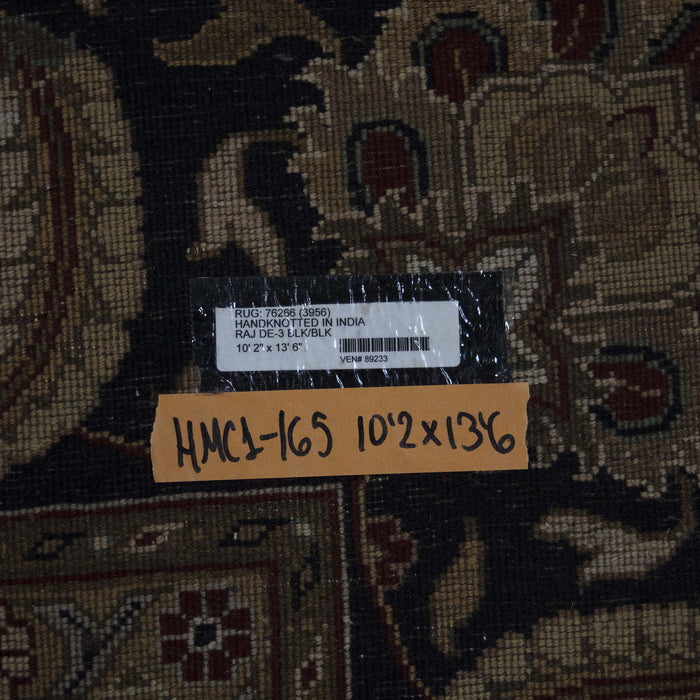 RUG: 76266 (3956)
HANDKNOTTED IN INDIA
RAJ DE-3 BLK/BLK
10' 2" x 13' 6"
VEN# 89233
HMC1-165 10'2x13'6